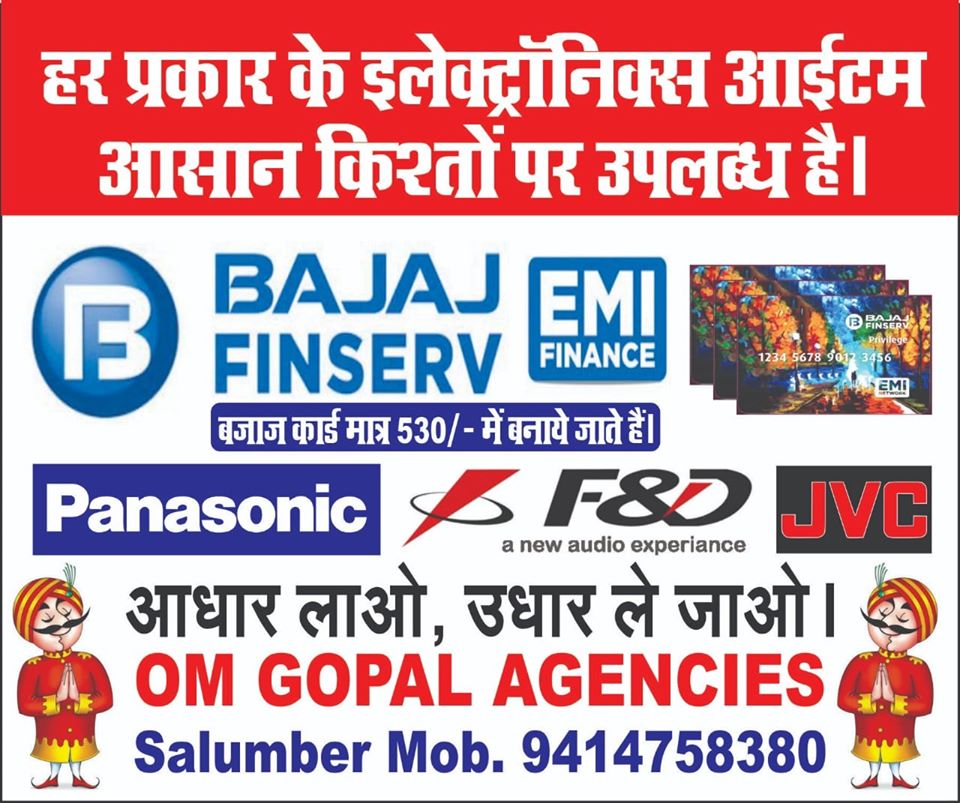 हर प्रकार के इलेक्ट्रॉनिक्स आईटम
आसान किश्तों पर उपलब्ध है।
BAJAJ
FINSERV
EMI
FINANCE
BAJAJ
FINSERV
Privilege
1234 5678 9012 3456
EMI
NETWORK
बजाज कार्ड मात्र 530/- में बनाये जाते हैं।
Panasonic
F&D
a new audio experiance
JVC
आधार लाओ, उधार ले जाओ।
OM GOPAL AGENCIES
Salumber Mob. 9414758380